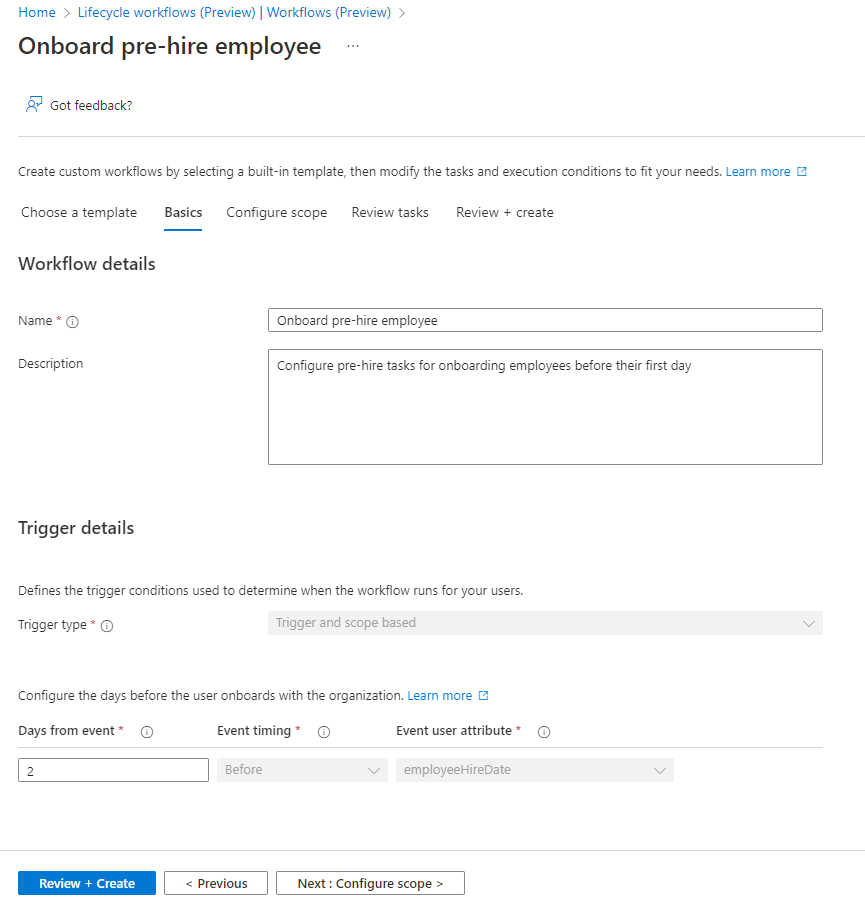 Home > Lifecycle workflows (Preview) | Workflows (Preview) >
Onboard pre-hire employee ...
Got feedback?
Create custom workflows by selecting a built-in template, then modify the tasks and execution conditions to fit your needs. Learn more
Choose a template Basics Configure scope Review tasks Review + create
Workflow details
Name * Onboard pre-hire employee
Description Configure pre-hire tasks for onboarding employees before their first day
Trigger details
Defines the trigger conditions used to determine when the workflow runs for your users.
Trigger type * Trigger and scope based
Configure the days before the user onboards with the organization. Learn more
Days from event * Event timing * Event user attribute *
2 Before employeeHireDate
Review + Create < Previous Next : Configure scope >